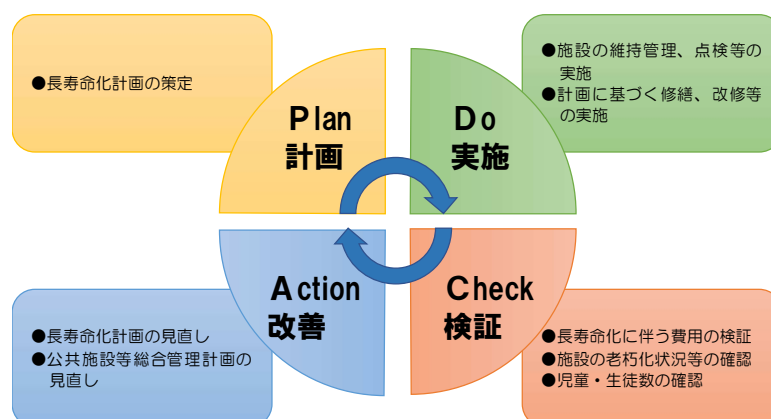 ●長寿命化計画の策定
Plan
計画
●施設の維持管理、点検等の
実施
●計画に基づく修繕、改修等
の実施
Do
実施
●長寿命化計画の見直し
●公共施設等総合管理計画の
見直し
Action
改善
Check
検証
●長寿命化に伴う費用の検証
●施設の老朽化状況等の確認
●児童・生徒数の確認